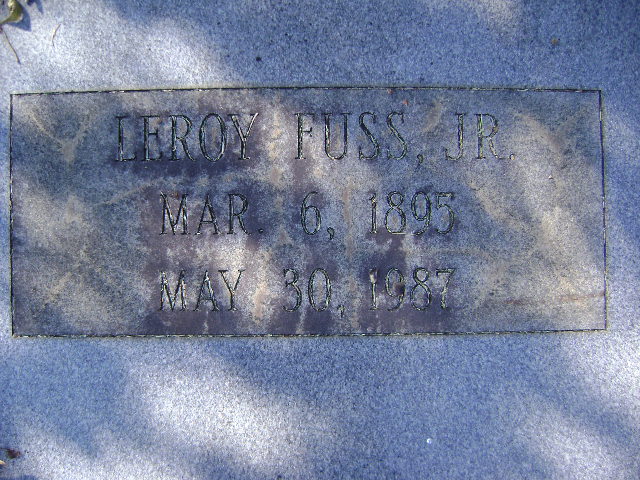 LEROY FUSS, JR.
MAR. 6, 1895
MAY 30, 1987